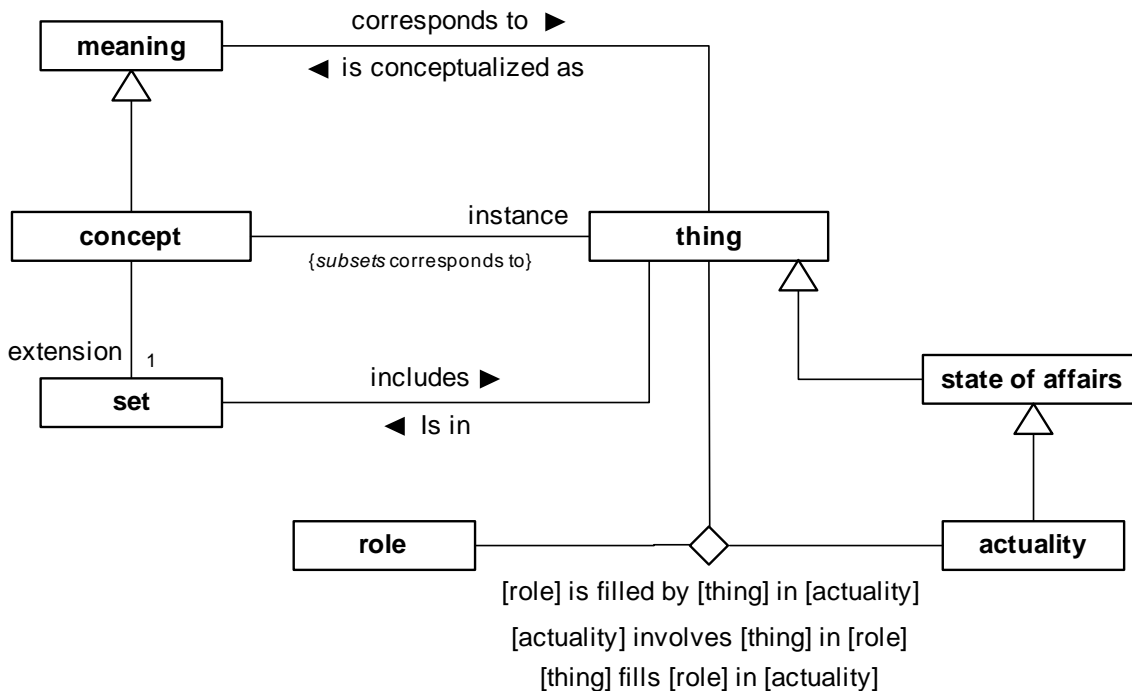 corresponds to ►
meaning
◄ is conceptualized as
instance
concept
thing
{subsets corresponds to}
extension
1
includes ►
state of affairs
set
◄ Is in
role
actuality
[role] is filled by [thing] in [actuality]
[actuality] involves [thing] in [role]
[thing] fills [role] in [actuality]